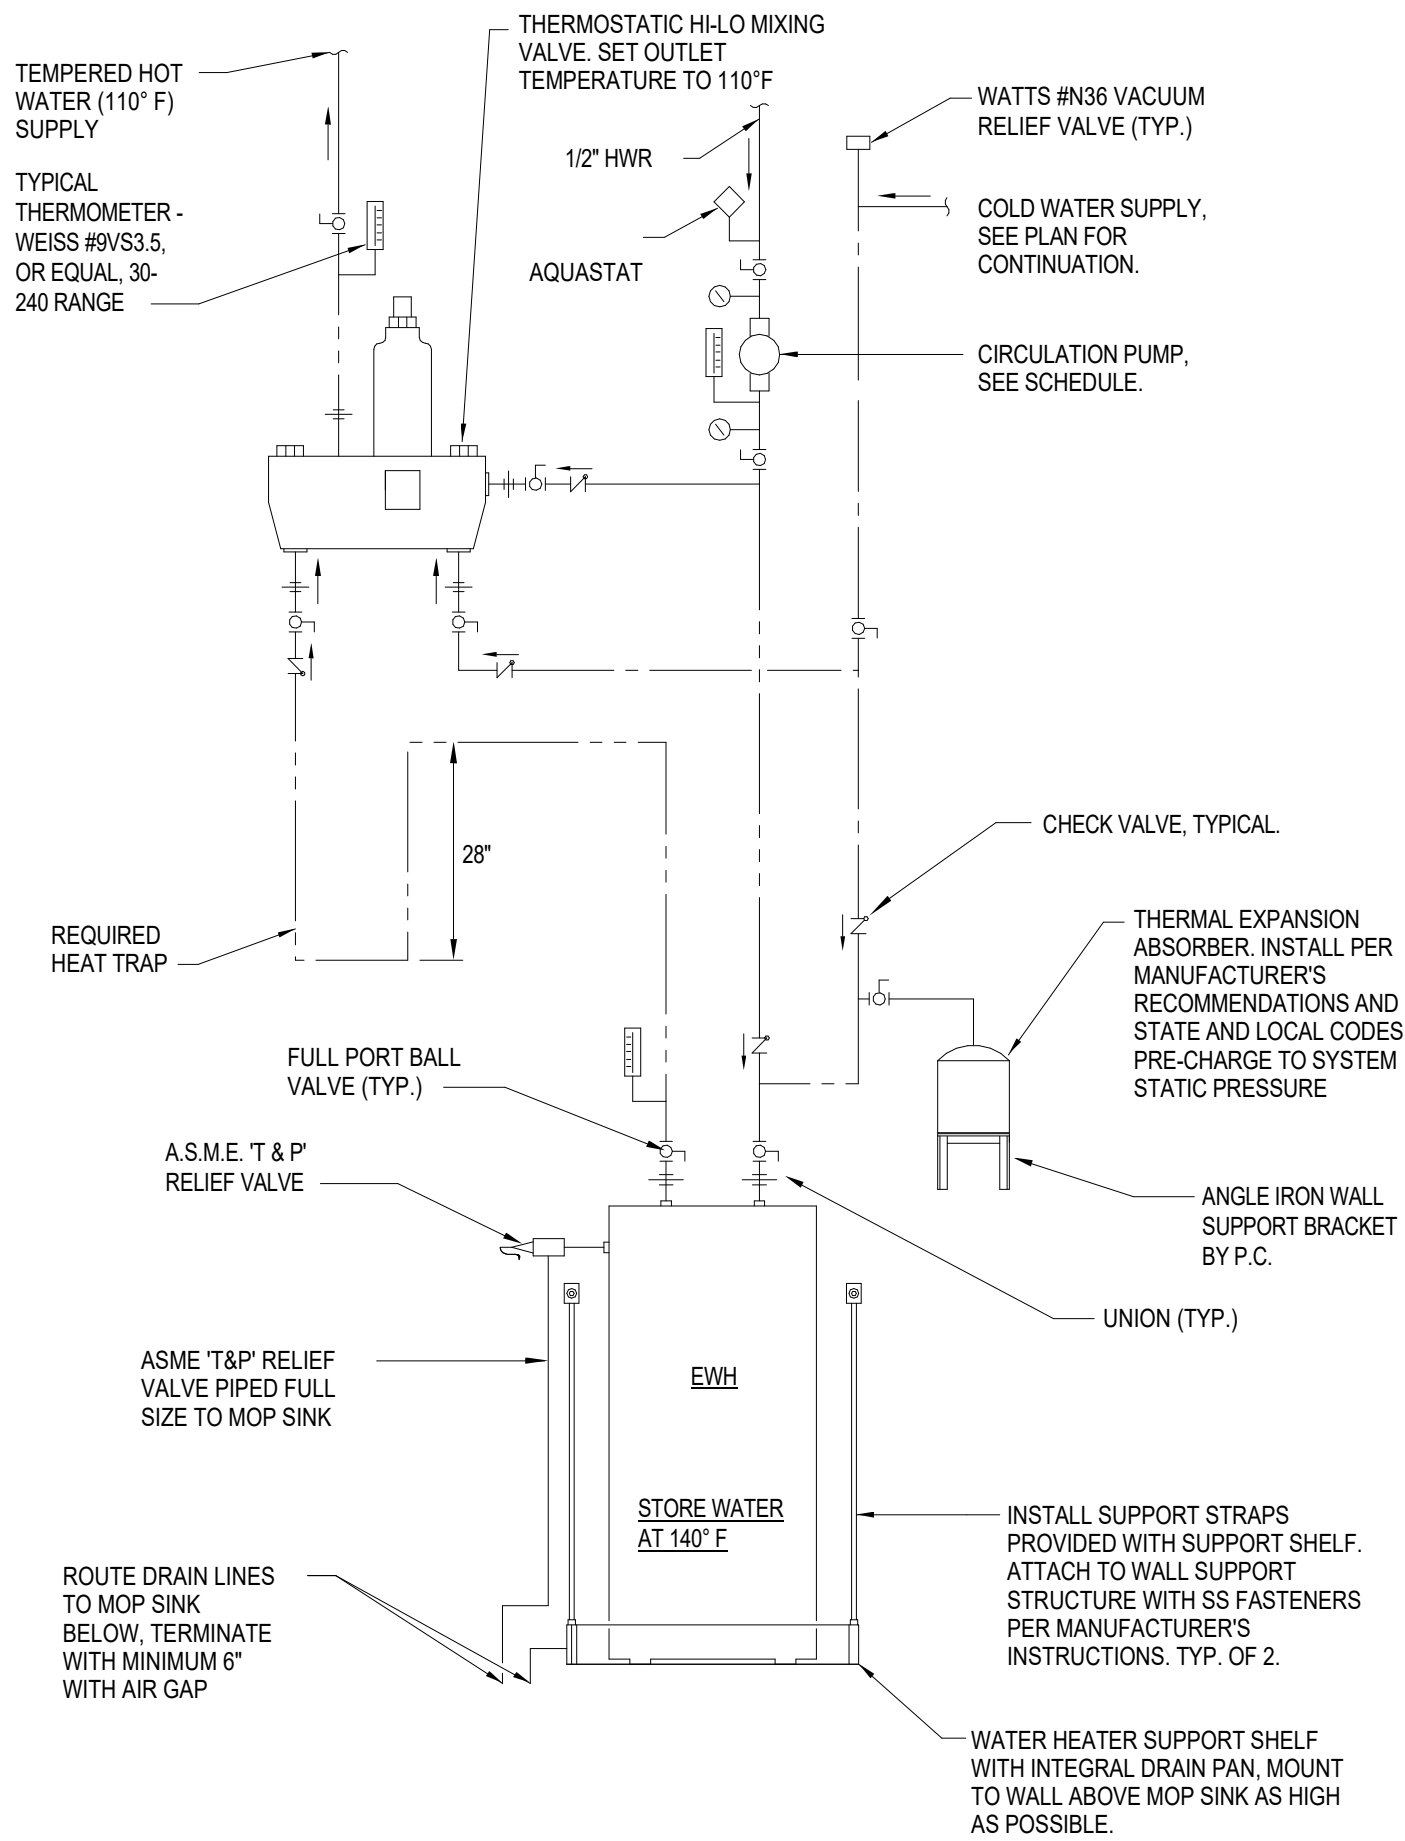 THERMOSTATIC HI-LO MIXING
VALVE. SET OUTLET
TEMPERATURE TO 110°F
TEMPERED HOT
WATER (110° F)
SUPPLY
WATTS #N36 VACUUM
RELIEF VALVE (TYP.)
1/2" HWR
TYPICAL
THERMOMETER -
WEISS #9VS3.5,
OR EQUAL, 30-
240 RANGE
COLD WATER SUPPLY,
SEE PLAN FOR
CONTINUATION.
AQUASTAT
CIRCULATION PUMP,
SEE SCHEDULE.
CHECK VALVE, TYPICAL.
28"
REQUIRED
HEAT TRAP
THERMAL EXPANSION
ABSORBER. INSTALL PER
MANUFACTURER'S
RECOMMENDATIONS AND
STATE AND LOCAL CODES
PRE-CHARGE TO SYSTEM
STATIC PRESSURE
FULL PORT BALL
VALVE (TYP.)
A.S.M.E. 'T & P'
RELIEF VALVE
ANGLE IRON WALL
SUPPORT BRACKET
BY P.C.
UNION (TYP.)
ASME 'T&P' RELIEF
VALVE PIPED FULL
SIZE TO MOP SINK
EWH
STORE WATER
AT 140° F
INSTALL SUPPORT STRAPS
PROVIDED WITH SUPPORT SHELF.
ATTACH TO WALL SUPPORT
STRUCTURE WITH SS FASTENERS
PER MANUFACTURER'S
INSTRUCTIONS. TYP. OF 2.
ROUTE DRAIN LINES
TO MOP SINK
BELOW, TERMINATE
WITH MINIMUM 6"
WITH AIR GAP
WATER HEATER SUPPORT SHELF
WITH INTEGRAL DRAIN PAN, MOUNT
TO WALL ABOVE MOP SINK AS HIGH
AS POSSIBLE.